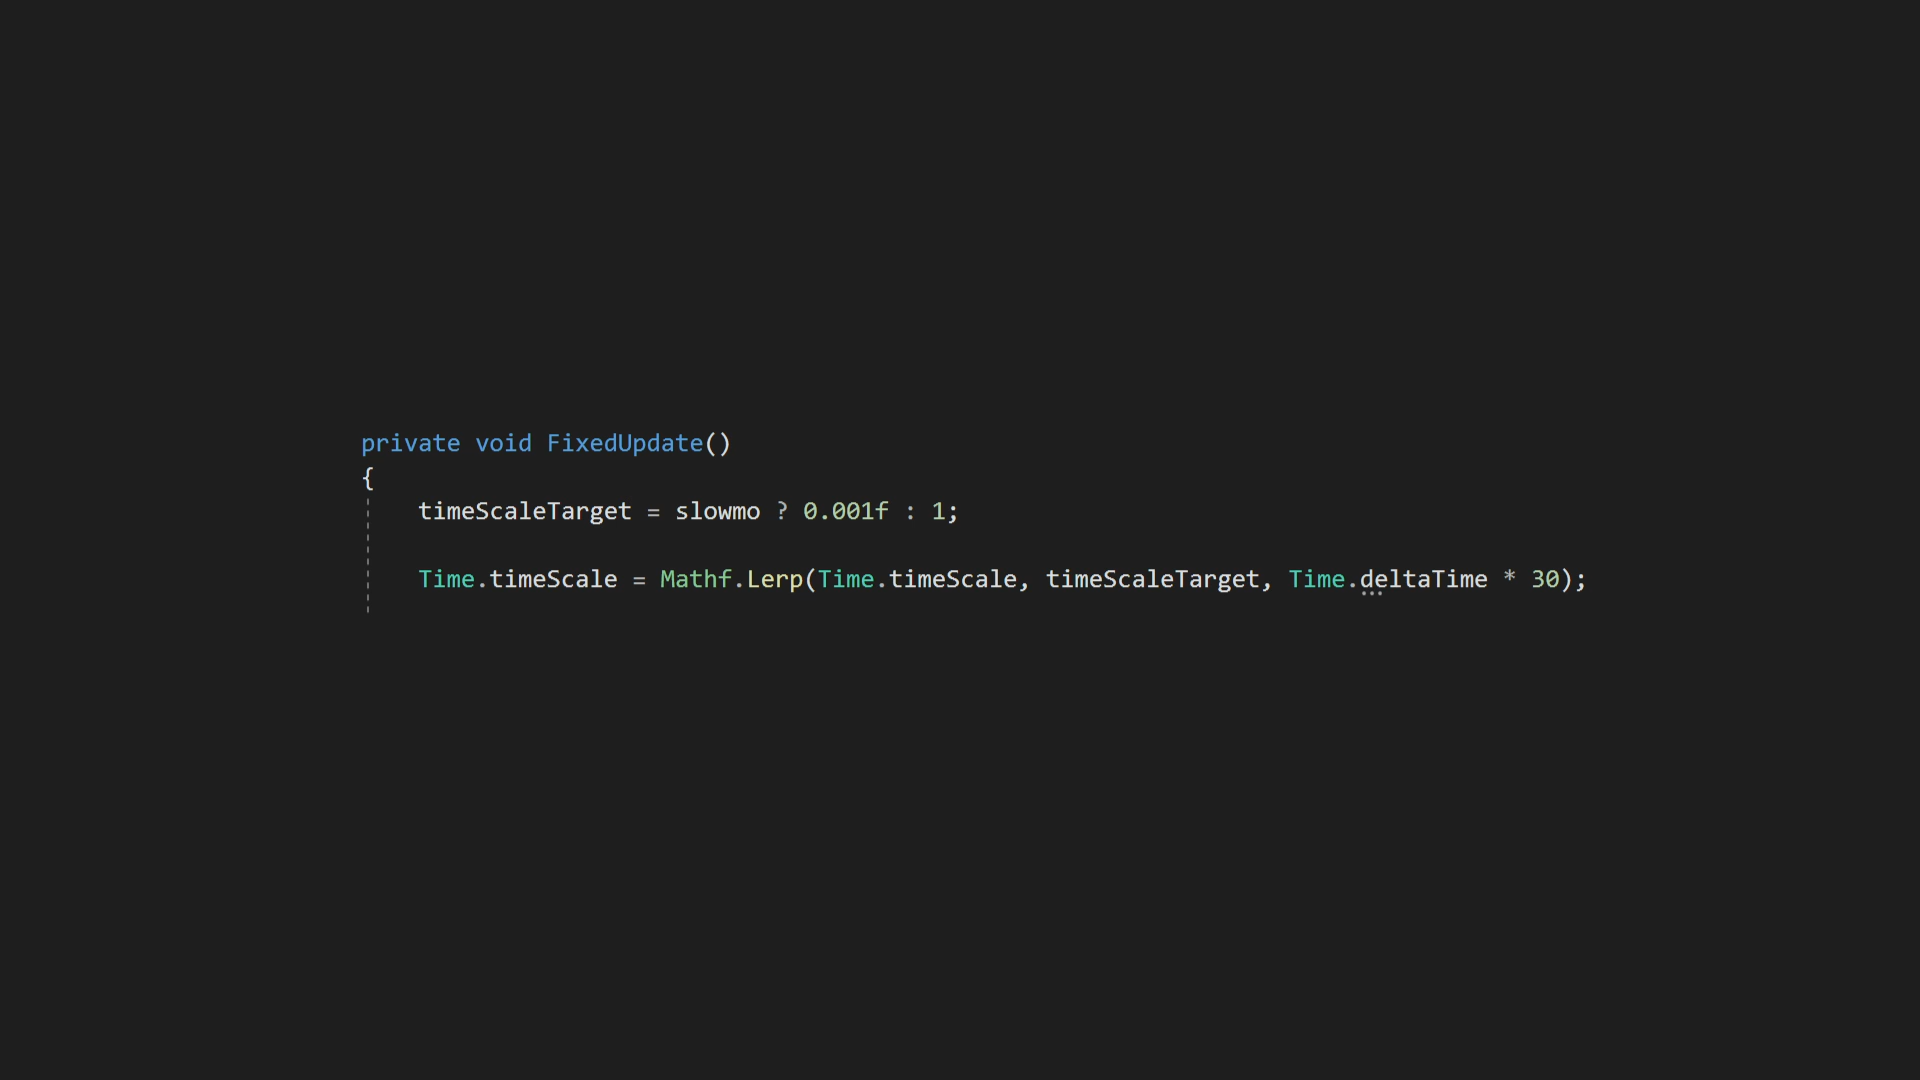 private void FixedUpdate()
{
timeScaleTarget = slowmo ? 0.001f : 1;
Time.timeScale = Mathf.Lerp(Time.timeScale, timeScaleTarget, Time.deltaTime * 30);